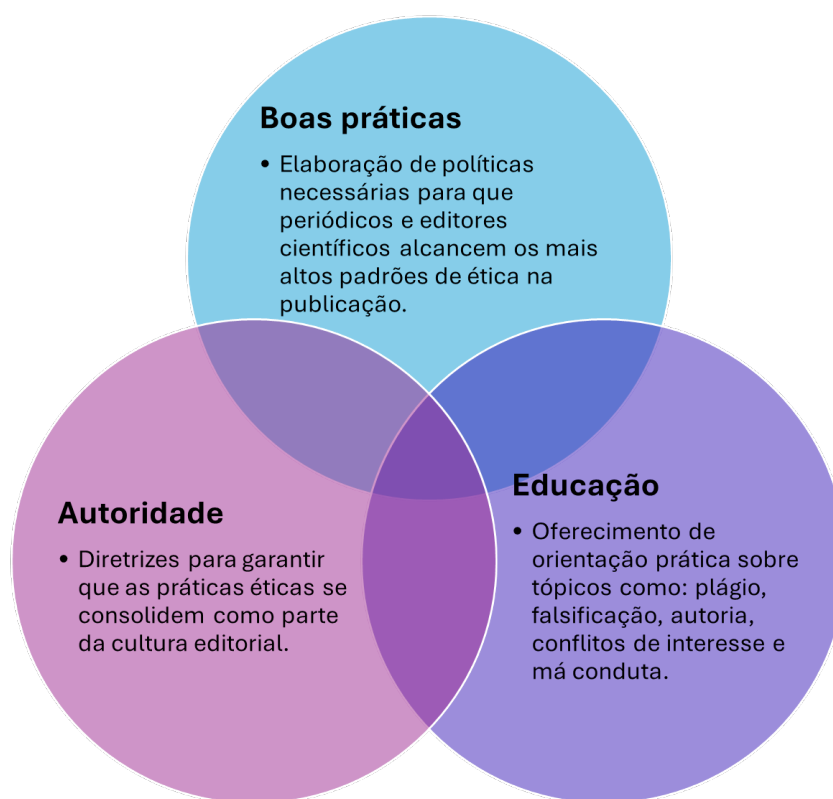 Boas práticas
• Elaboração de políticas
necessárias para que
periódicos e editores
científicos alcancem os mais
altos padrões de ética na
publicação.
Autoridade
• Diretrizes para garantir
que as práticas éticas se
consolidem como parte
da cultura editorial.
Educação
• Oferecimento de
orientação prática sobre
tópicos como: plágio,
falsificação, autoria,
conflitos de interesse e
má conduta.